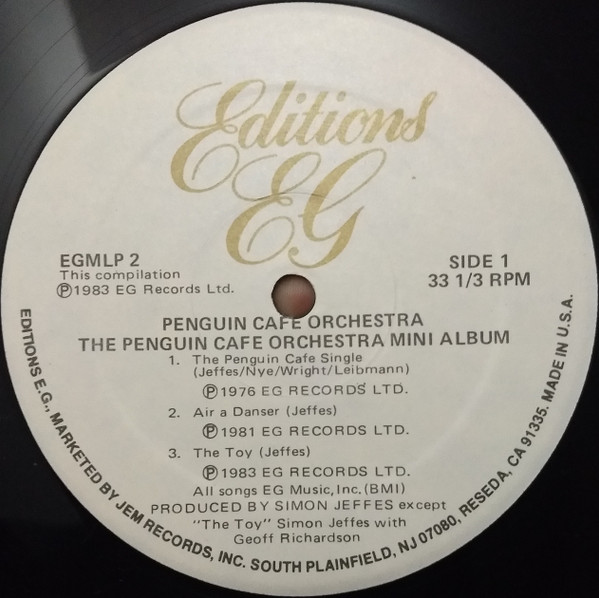 Editions
EG
EGMLP 2
This compilation
Ⓟ1983 EG Records Ltd.
SIDE 1
33 1/3 RPM
PENGUIN CAFE ORCHESTRA
THE PENGUIN CAFE ORCHESTRA MINI ALBUM
1. The Penguin Cafe Single
(Jeffes/Nye/Wright/Leibmann)
Ⓟ1976 EG RECORDS LTD.
2. Air a Danser (Jeffes)
Ⓟ1981 EG RECORDS LTD.
3. The Toy (Jeffes)
Ⓟ1983 EG RECORDS LTD.
All songs EG Music, Inc. (BMI)
PRODUCED BY SIMON JEFFES except
"The Toy" Simon Jeffes with
Geoff Richardson
EDITIONS E.G., MARKETED BY JEM RECORDS, INC. SOUTH PLAINFIELD, NJ 07080, RESEDA, CA 91335. MADE IN U.S.A.